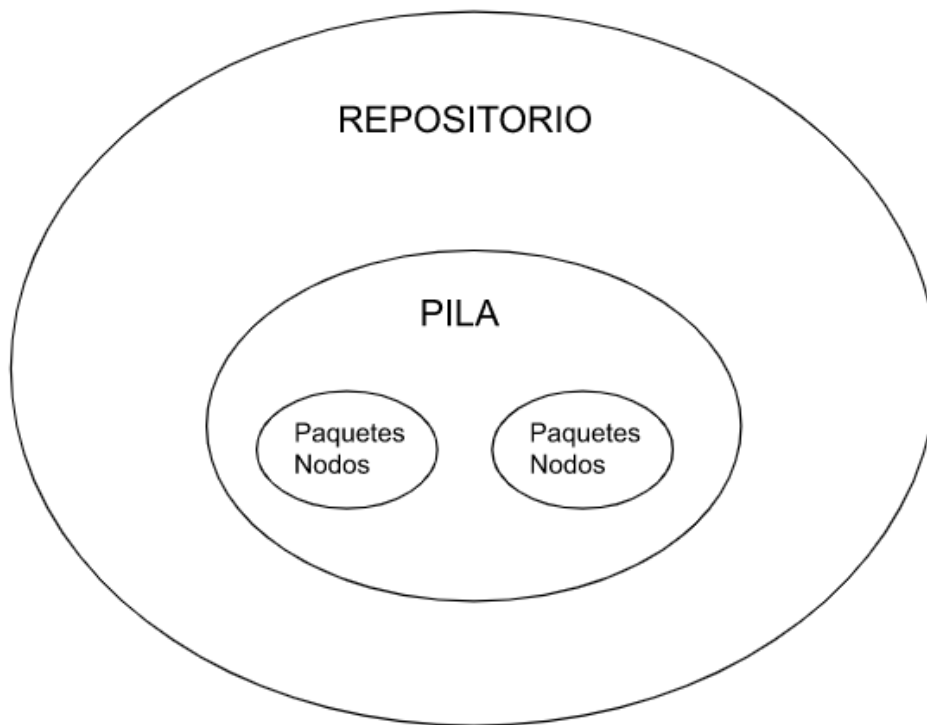 REPOSITORIO
PILA
Paquetes
Nodos
Paquetes
Nodos